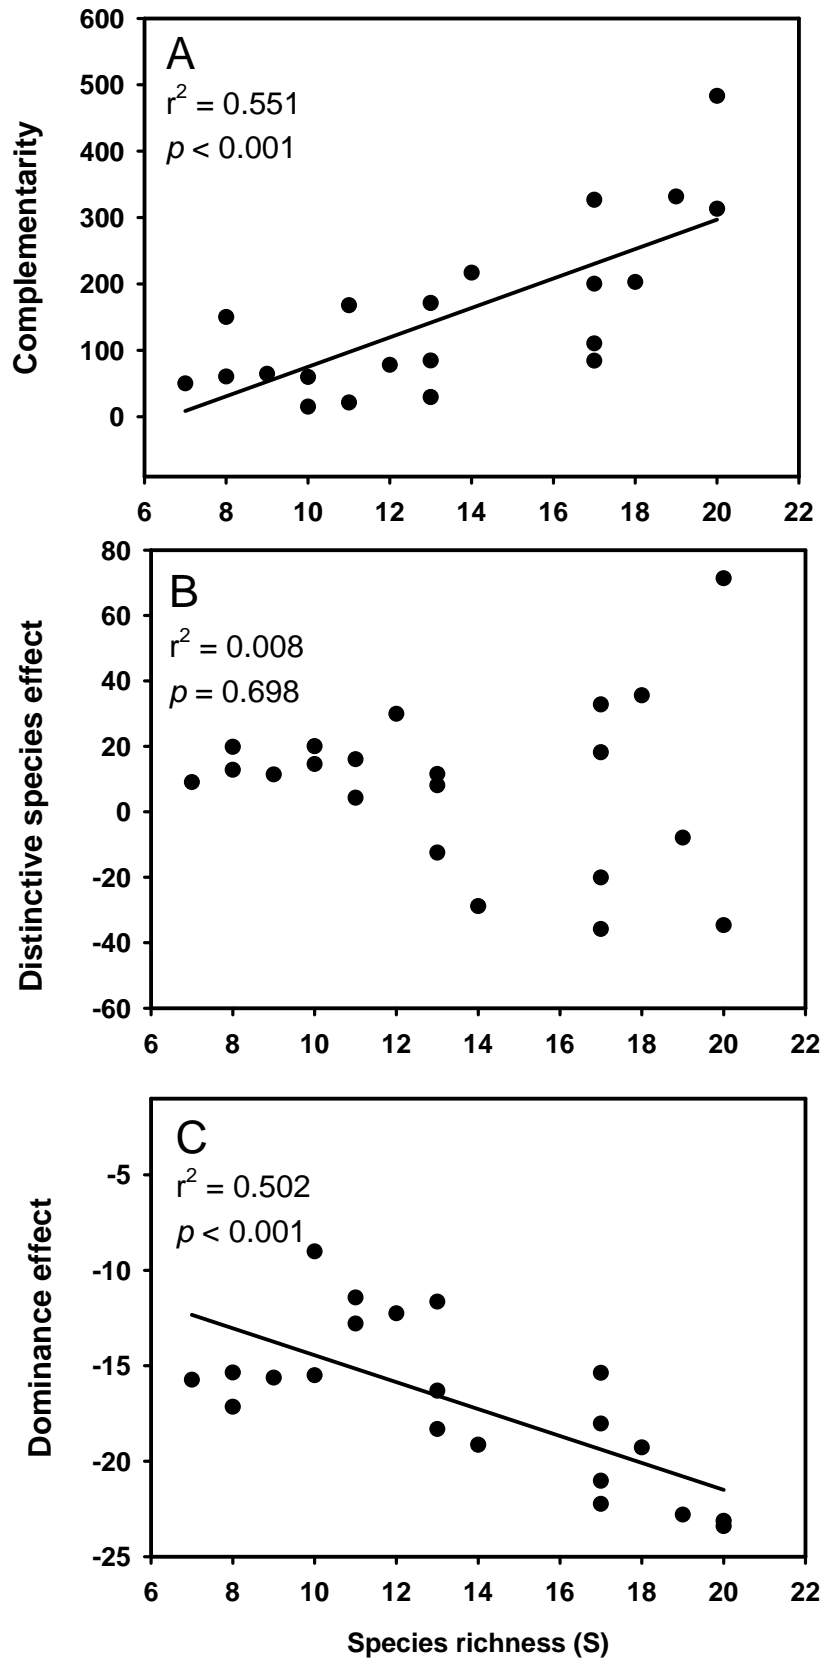 A
r² = 0.551
p < 0.001
Complementarity
600
500
400
300
200
100
0
6 8 10 12 14 16 18 20 22
B
r² = 0.008
p = 0.698
Distinctive species effect
80
60
40
20
0
-20
-40
-60
6 8 10 12 14 16 18 20 22
C
r² = 0.502
p < 0.001
Dominance effect
-5
-10
-15
-20
-25
6 8 10 12 14 16 18 20 22
Species richness (S)